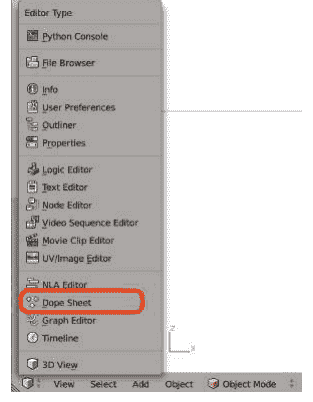 Editor Type
Python Console
File Browser
Info
User Preferences
Outliner
Properties
Logic Editor
Text Editor
Node Editor
Video Sequence Editor
Movie Clip Editor
UV/Image Editor
NLA Editor
Dope Sheet
Graph Editor
Timeline
3D View
z
View Select Add Object Object Mode